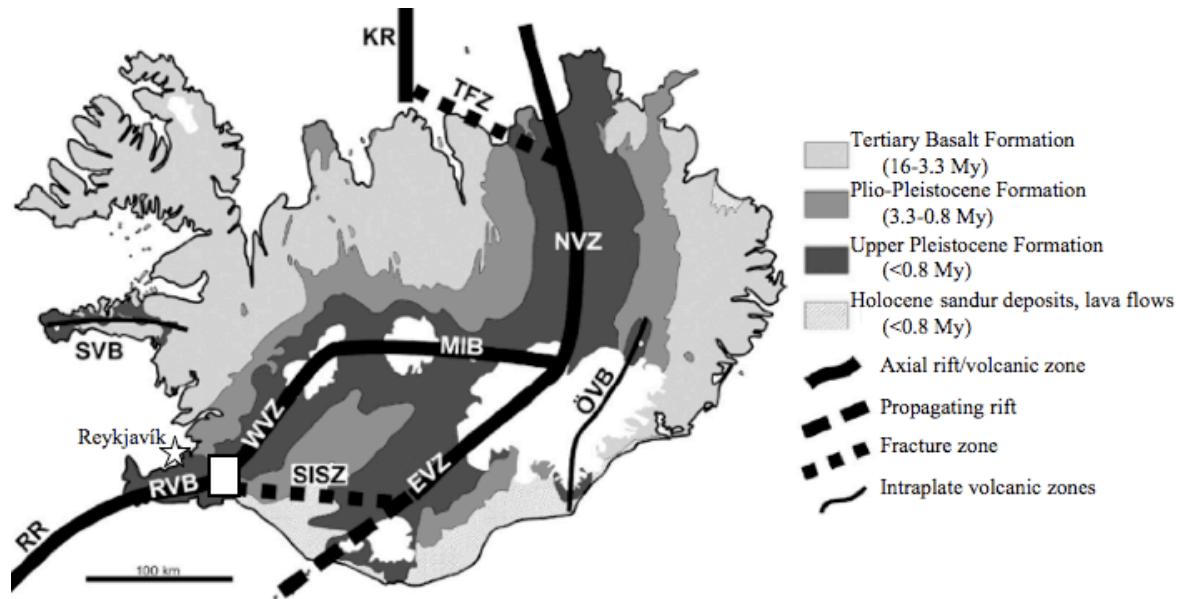 KR
TFZ
NVZ
SVB
MIB
WVZ
ÖVB
Reykjavík
SISZ
EVZ
RVB
RR
100 km
Tertiary Basalt Formation
(16-3.3 My)
Plio-Pleistocene Formation
(3.3-0.8 My)
Upper Pleistocene Formation
(<0.8 My)
Holocene sandur deposits, lava flows
(<0.8 My)
Axial rift/volcanic zone
Propagating rift
Fracture zone
Intraplate volcanic zones